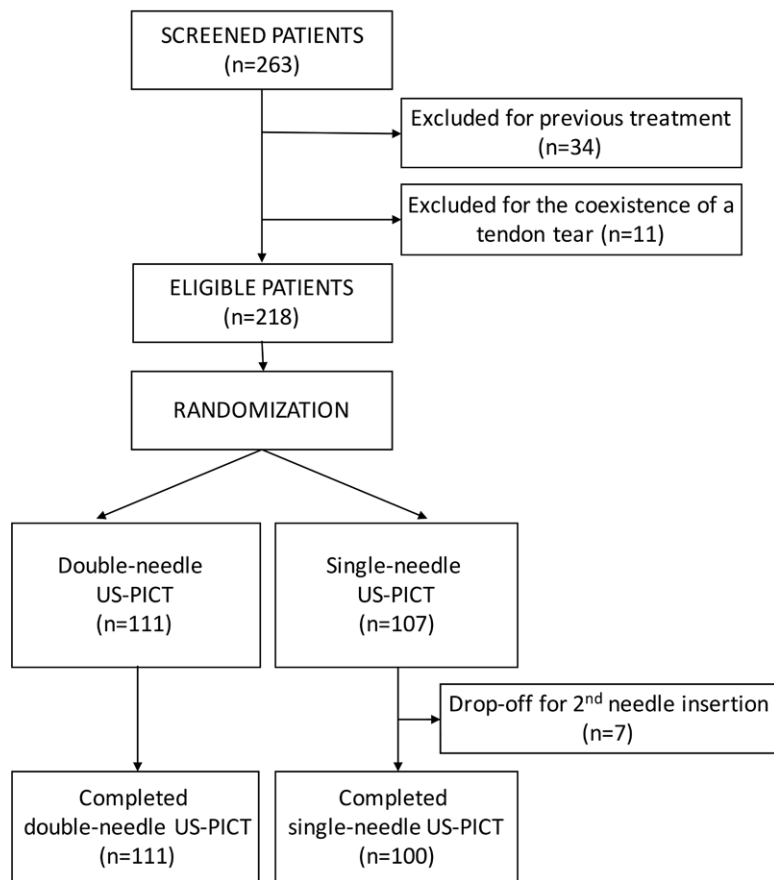 SCREENED PATIENTS
(n=263)
Excluded for previous treatment
(n=34)
Excluded for the coexistence of a
tendon tear (n=11)
ELIGIBLE PATIENTS
(n=218)
RANDOMIZATION
Double-needle
US-PICT
(n=111)
Single-needle
US-PICT
(n=107)
Drop-off for 2nd needle insertion
(n=7)
Completed
double-needle US-PICT
(n=111)
Completed
single-needle US-PICT
(n=100)